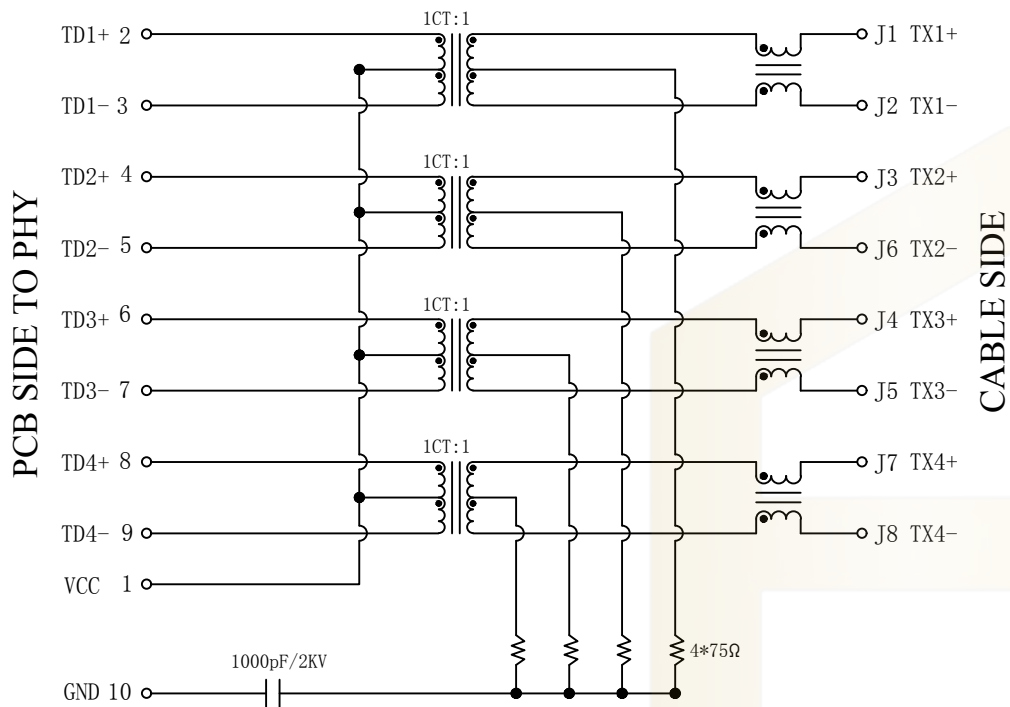 1CT:1
TD1+ 2
J1 TX1+
TD1- 3
J2 TX1-
1CT:1
TD2+ 4
J3 TX2+
TD2- 5
J6 TX2-
1CT:1
TD3+ 6
J4 TX3+
TD3- 7
J5 TX3-
1CT:1
TD4+ 8
J7 TX4+
TD4- 9
J8 TX4-
VCC 1
4*75Ω
1000pF/2KV
GND 10
PCB SIDE TO PHY
CABLE SIDE